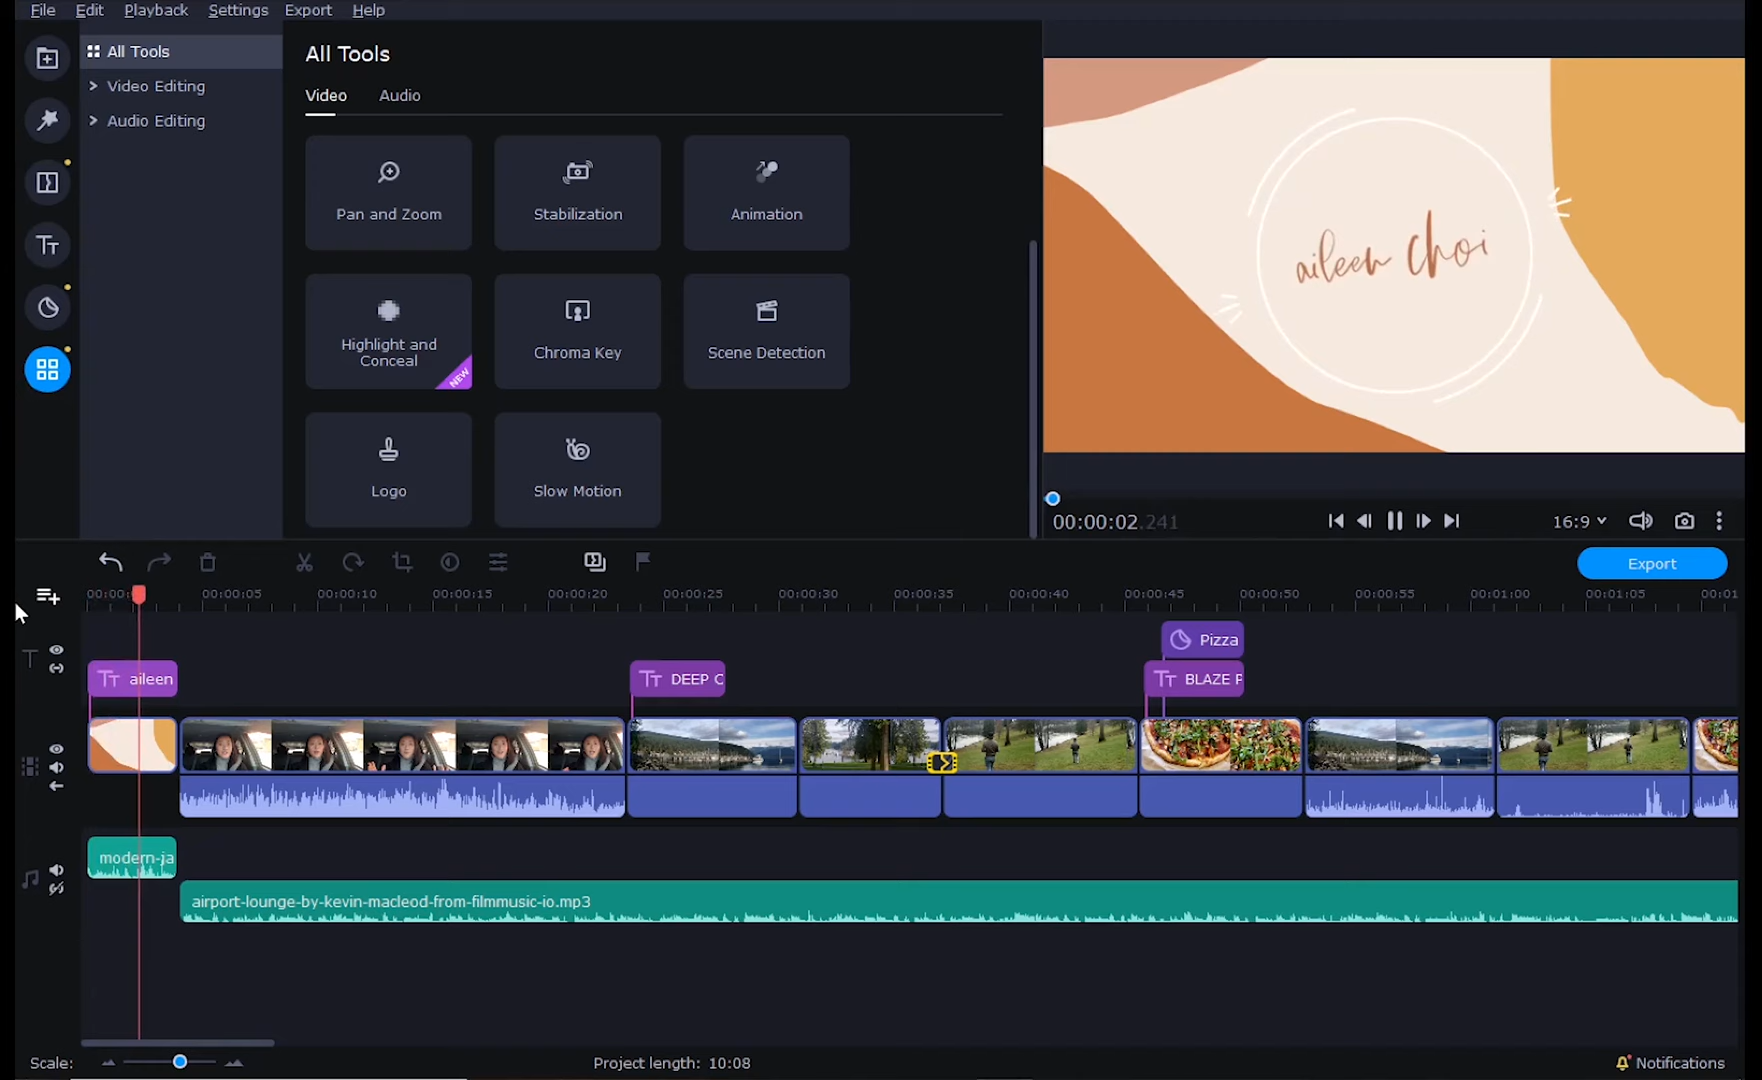 File Edit Playback Settings Export Help
All Tools
Video Editing
Audio Editing
All Tools
Video Audio
Pan and Zoom
Stabilization
Animation
Highlight and
Conceal
NEW
Chroma Key
Scene Detection
Logo
Slow Motion
aileen choi
00:00:02.241
16:9
Export
00:00:05 00:00:10 00:00:15 00:00:20 00:00:25 00:00:30 00:00:35 00:00:40 00:00:45 00:00:50 00:00:55 00:01:00 00:01:05
Pizza
Tт aileen
Tт DEEP
Tт BLAZE
modern-ja
airport-lounge-by-kevin-macleod-from-filmmusic-io.mp3
Scale:
Project length: 10:08
Notifications